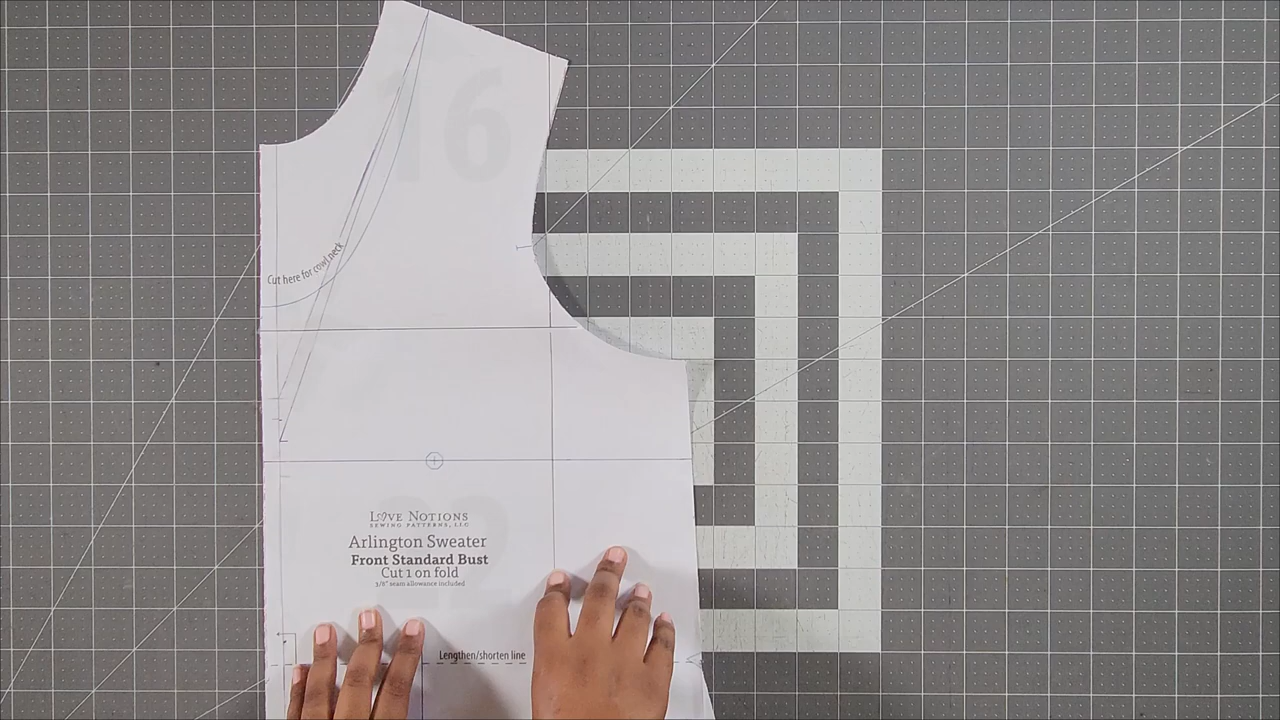 16
Cut here for cowl neck
22
LOVE NOTIONS
SEWING PATTERNS, LLC
Arlington Sweater
Front Standard Bust
Cut 1 on fold
3/8" seam allowance included
Lengthen/shorten line